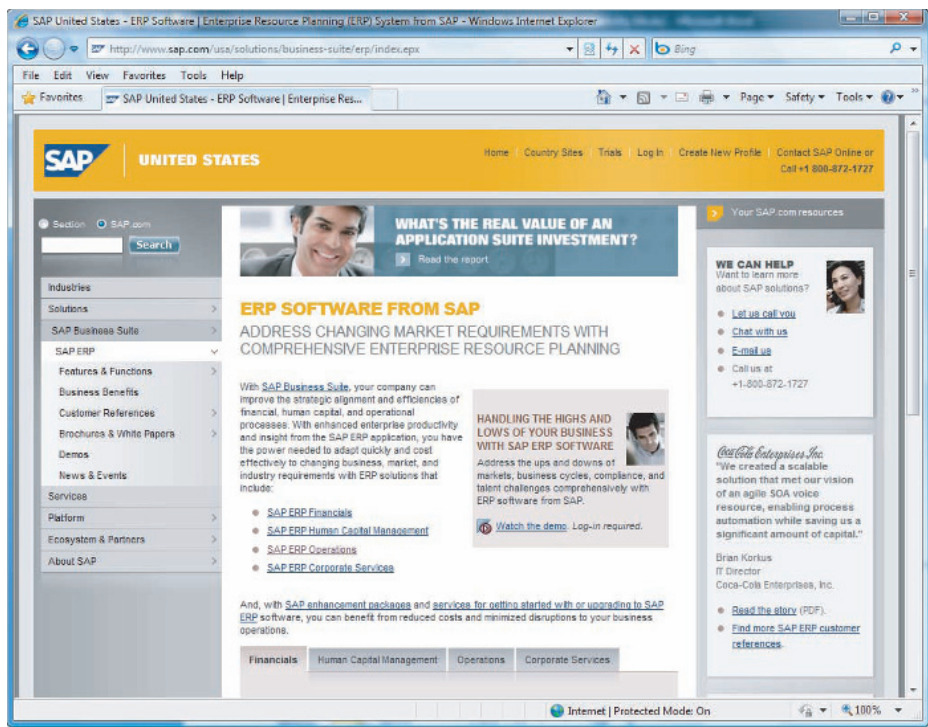 SAP United States - ERP Software | Enterprise Resource Planning (ERP) System from SAP - Windows Internet Explorer
http://www.sap.com/usa/solutions/business-suite/erp/index.epx
Bing
File Edit View Favorites Tools Help
Favorites
SAP United States - ERP Software | Enterprise Res...
Page Safety Tools
SAP
UNITED STATES
Home Country Sites Trials Log In Create New Profile Contact SAP Online or
Call +1 800-872-1727
Section SAP.com
Search
Industries
Solutions
SAP Business Suite
SAP ERP
Features & Functions
Business Benefits
Customer References
Brochures & White Papers
Demos
News & Events
Services
Platform
Ecosystem & Partners
About SAP
WHAT'S THE REAL VALUE OF AN
APPLICATION SUITE INVESTMENT?
Read the report
ERP SOFTWARE FROM SAP
ADDRESS CHANGING MARKET REQUIREMENTS WITH
COMPREHENSIVE ENTERPRISE RESOURCE PLANNING
With SAP Business Suite, your company can
improve the strategic alignment and efficiencies of
financial, human capital, and operational
processes. With enhanced enterprise productivity
and insight from the SAP ERP application, you have
the power needed to adapt quickly and cost
effectively to changing business, market, and
industry requirements with ERP solutions that
include:
SAP ERP Financials
SAP ERP Human Capital Management
SAP ERP Operations
SAP ERP Corporate Services
HANDLING THE HIGHS AND
LOWS OF YOUR BUSINESS
WITH SAP ERP SOFTWARE
Address the ups and downs of
markets, business cycles, compliance, and
talent challenges comprehensively with
ERP software from SAP.
Watch the demo. Log-in required.
And, with SAP enhancement packages and services for getting started with or upgrading to SAP
ERP software, you can benefit from reduced costs and minimized disruptions to your business
operations.
Financials Human Capital Management Operations Corporate Services
Your SAP.com resources
WE CAN HELP
Want to learn more
about SAP solutions?
Let us call you
Chat with us
E-mail us
Call us at
+1-800-872-1727
Coca-Cola Enterprises Inc.
"We created a scalable
solution that met our vision
of an agile SOA voice
resource, enabling process
automation while saving us a
significant amount of capital."
Brian Korkus
IT Director
Coca-Cola Enterprises, Inc.
Read the story (PDF).
Find more SAP ERP customer
references.
Internet | Protected Mode: On
100%